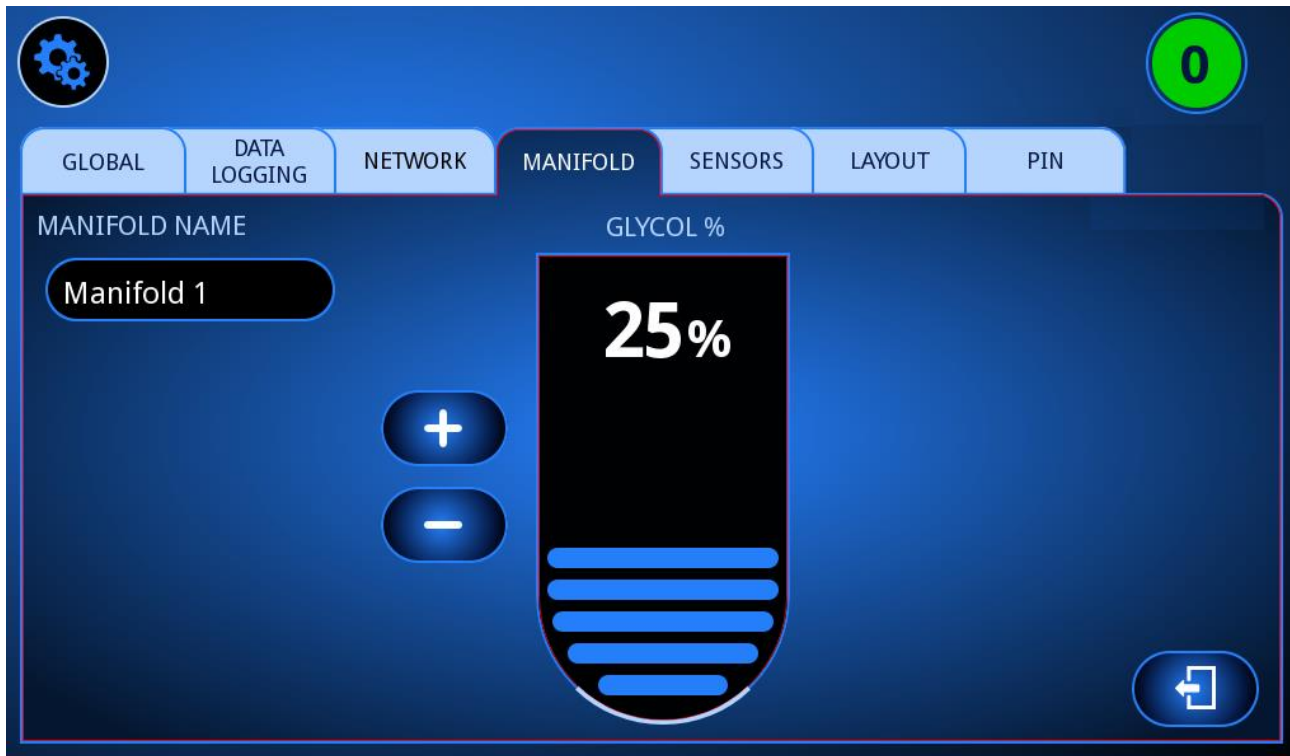 0
GLOBAL
DATA
LOGGING
NETWORK
MANIFOLD
SENSORS
LAYOUT
PIN
MANIFOLD NAME
GLYCOL %
Manifold 1
25%
+
−